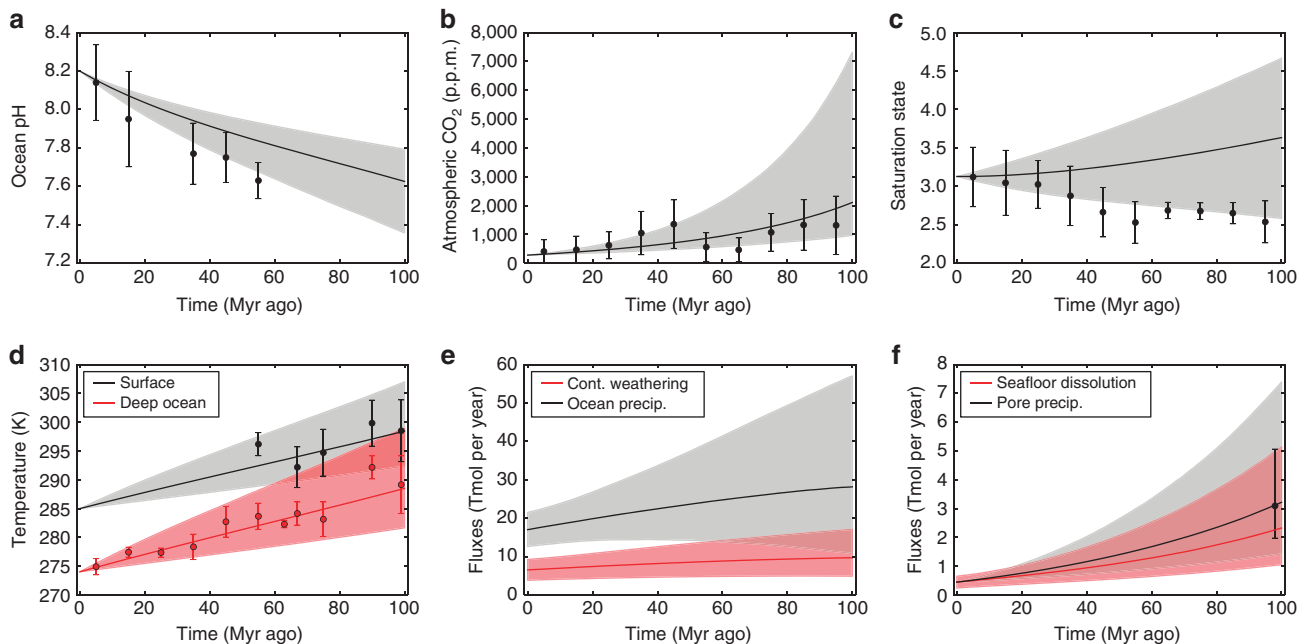 a
8.4
8.2
8.0
7.8
7.6
7.4
7.2
Ocean pH
0 20 40 60 80 100
Time (Myr ago)
b
8,000
7,000
6,000
5,000
4,000
3,000
2,000
1,000
0
Atmospheric CO2 (p.p.m.)
0 20 40 60 80 100
Time (Myr ago)
c
5.0
4.5
4.0
3.5
3.0
2.5
2.0
Saturation state
0 20 40 60 80 100
Time (Myr ago)
d
310
305
300
295
290
285
280
275
270
Temperature (K)
Surface
Deep ocean
0 20 40 60 80 100
Time (Myr ago)
e
60
50
40
30
20
10
0
Fluxes (Tmol per year)
Cont. weathering
Ocean precip.
0 20 40 60 80 100
Time (Myr ago)
f
8
7
6
5
4
3
2
1
0
Fluxes (Tmol per year)
Seafloor dissolution
Pore precip.
0 20 40 60 80 100
Time (Myr ago)